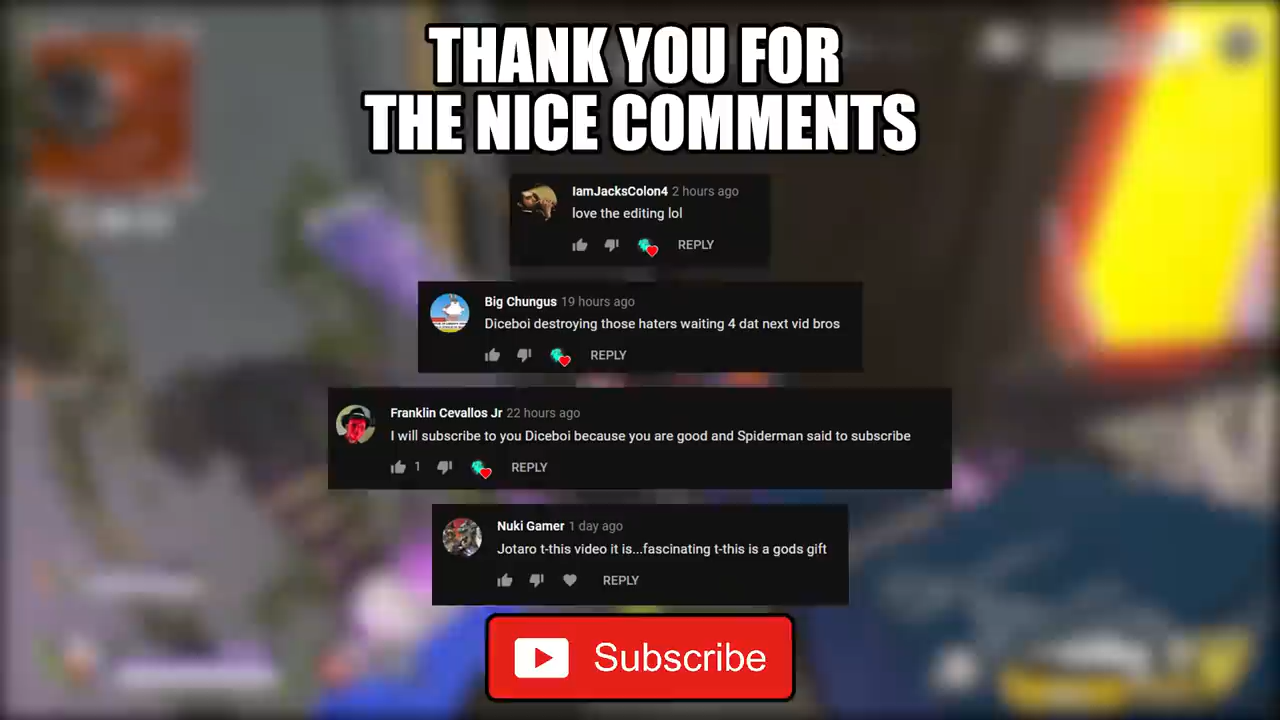 THANK YOU FOR
THE NICE COMMENTS
IamJacksColon4 2 hours ago
love the editing lol
REPLY
Big Chungus 19 hours ago
Diceboi destroying those haters waiting 4 dat next vid bros
REPLY
Franklin Cevallos Jr 22 hours ago
I will subscribe to you Diceboi because you are good and Spiderman said to subscribe
1 REPLY
Nuki Gamer 1 day ago
Jotaro t-this video it is...fascinating t-this is a gods gift
REPLY
Subscribe